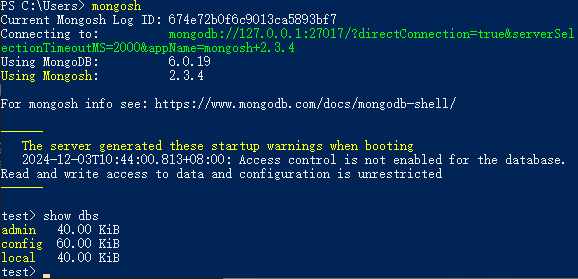 PS C:\Users> mongosh
Current Mongosh Log ID: 674e72b0f6c9013ca5893bf7
Connecting to:          mongodb://127.0.0.1:27017/?directConnection=true&serverSel
ectionTimeoutMS=2000&appName=mongosh+2.3.4
Using MongoDB:          6.0.19
Using Mongosh:          2.3.4
For mongosh info see: https://www.mongodb.com/docs/mongodb-shell/
------
   The server generated these startup warnings when booting
   2024-12-03T10:44:00.813+08:00: Access control is not enabled for the database.
Read and write access to data and configuration is unrestricted
------
test> show dbs
admin   40.00 KiB
config  60.00 KiB
local   40.00 KiB
test>